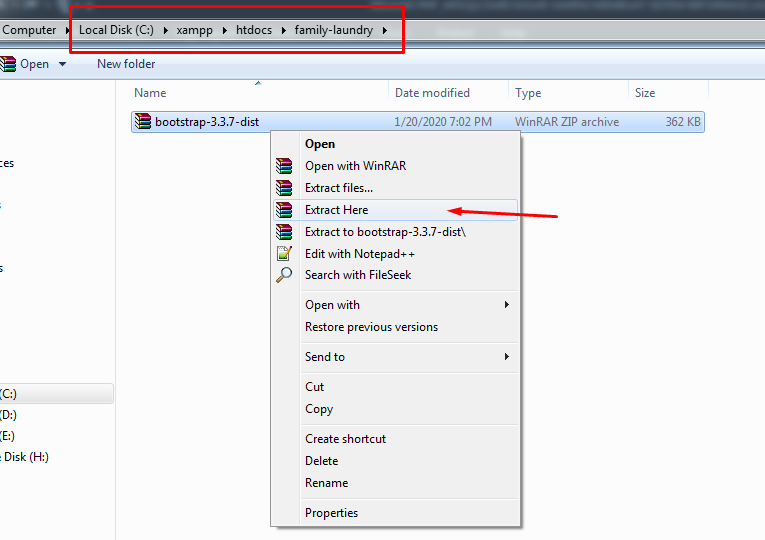 Computer Local Disk (C:) xampp htdocs family-laundry
Open New folder
Name Date modified Type Size
bootstrap-3.3.7-dist 1/20/2020 7:02 PM WinRAR ZIP archive 362 KB
Open
Open with WinRAR
Extract files...
Extract Here
Extract to bootstrap-3.3.7-dist\
Edit with Notepad++
Search with FileSeek
Open with
Restore previous versions
Send to
Cut
Copy
Create shortcut
Delete
Rename
Properties
(C:)
(D:)
(E:)
Disk (H:)